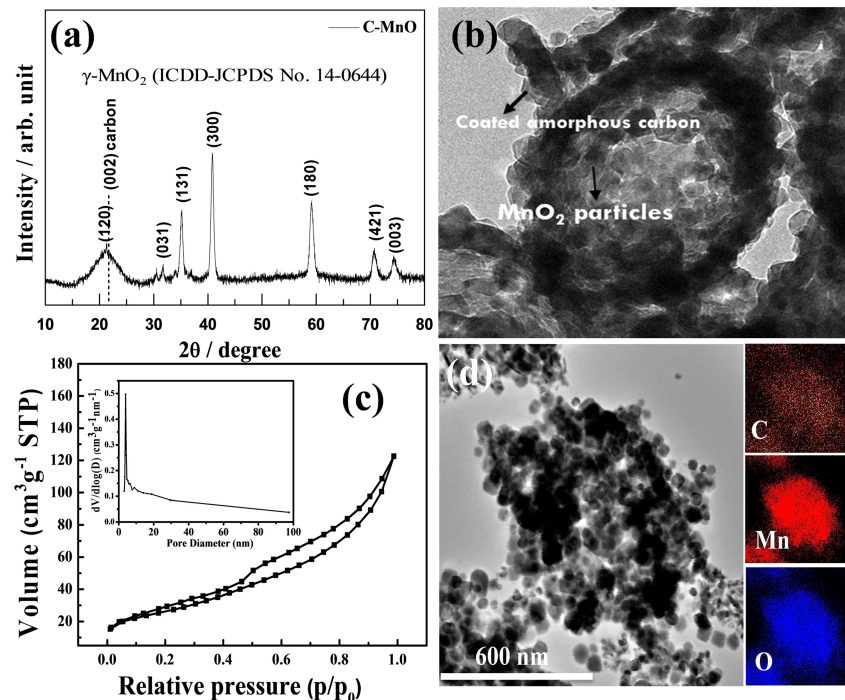 (a)
C-MnO
γ-MnO₂ (ICDD-JCPDS No. 14-0644)
Intensity / arb. unit
(120)
(002) carbon
(031)
(131)
(300)
(180)
(421)
(003)
10 20 30 40 50 60 70 80
2θ / degree
(b)
Coated amorphous carbon
MnO₂ particles
(c)
Volume (cm³g⁻¹ STP)
180
160
140
120
100
80
60
40
20
0.0 0.2 0.4 0.6 0.8 1.0
Relative pressure (p/p₀)
dV/dlog(D) (cm³g⁻¹nm⁻¹)
0.5
0.4
0.3
0.2
0.1
0.0
0 20 40 60 80 100
Pore Diameter (nm)
(d)
600 nm
C
Mn
O